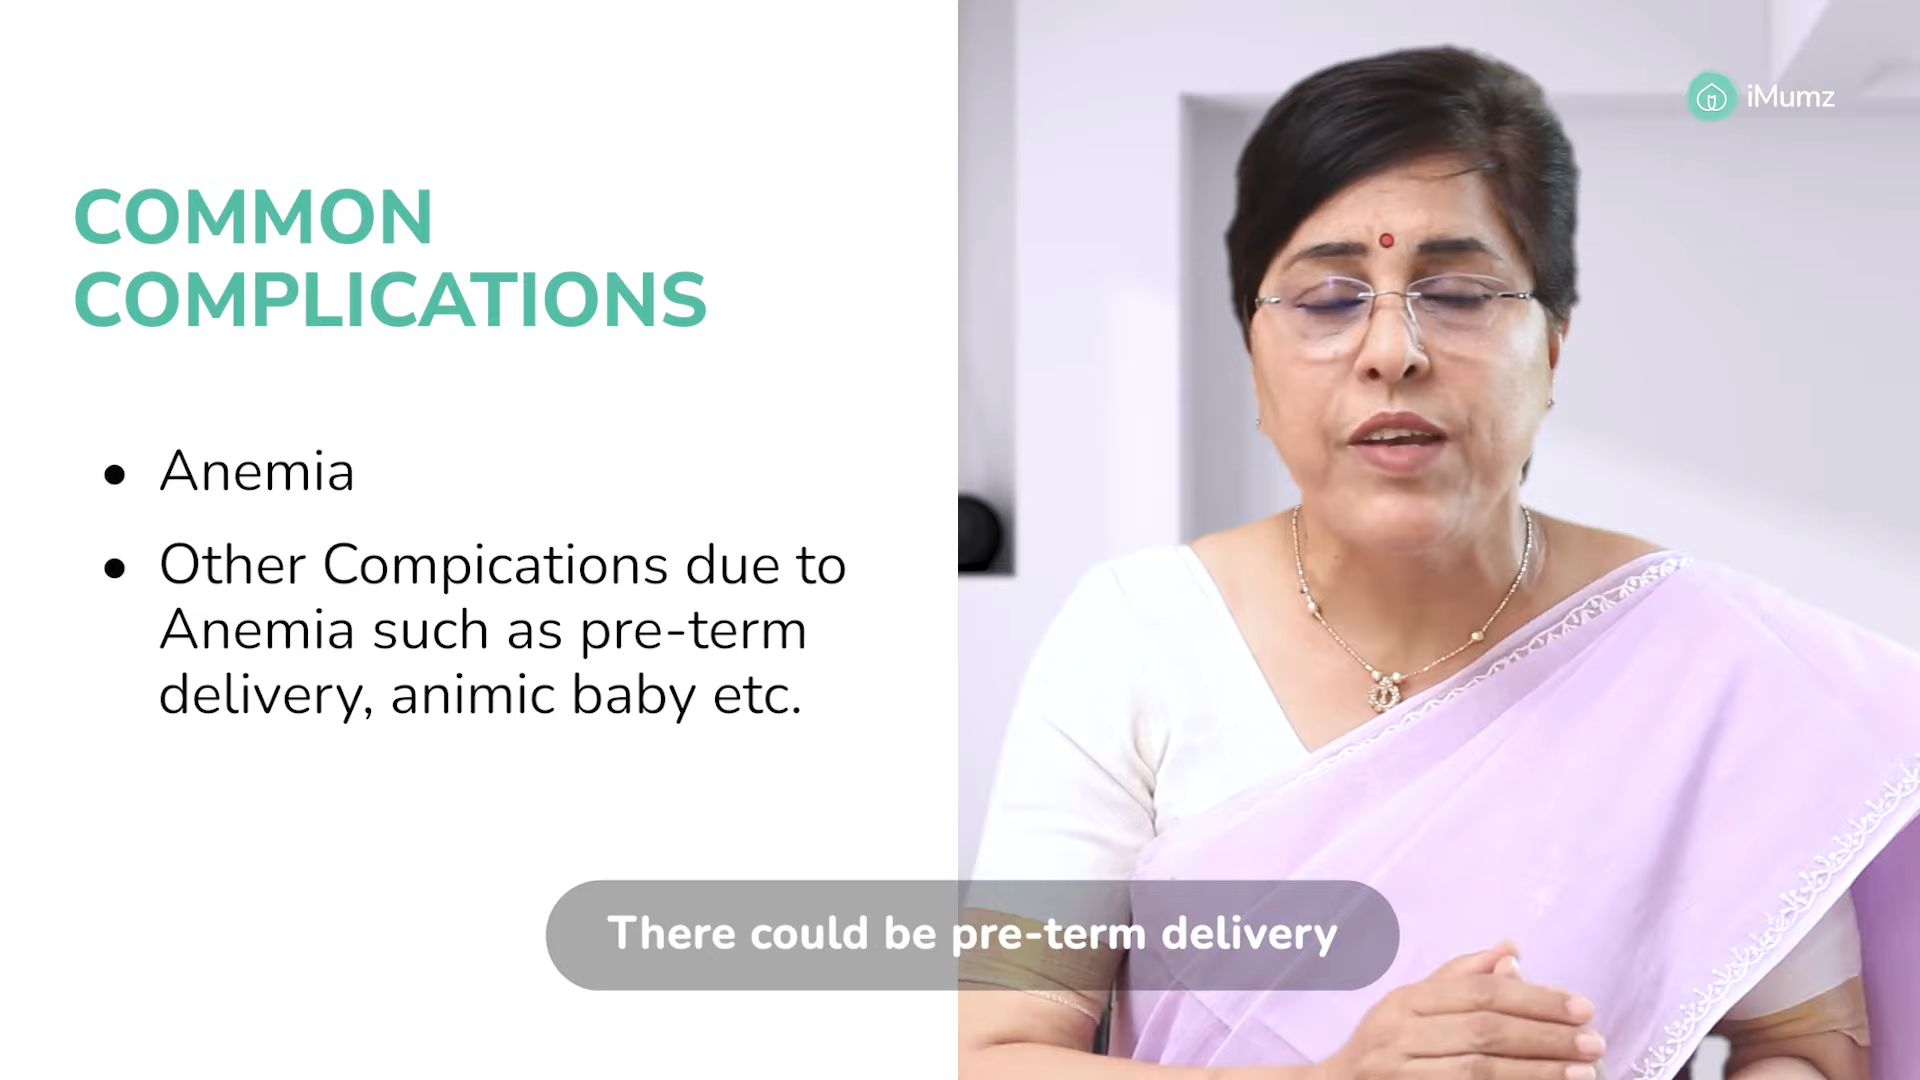 iMumz
COMMON
COMPLICATIONS
• Anemia
• Other Compications due to
Anemia such as pre-term
delivery, animic baby etc.
There could be pre-term delivery